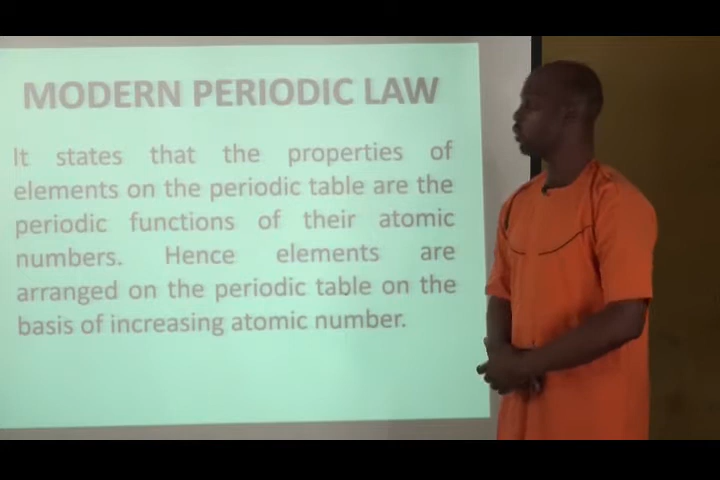 MODERN PERIODIC LAW
It states that the properties of
elements on the periodic table are the
periodic functions of their atomic
numbers. Hence elements are
arranged on the periodic table on the
basis of increasing atomic number.